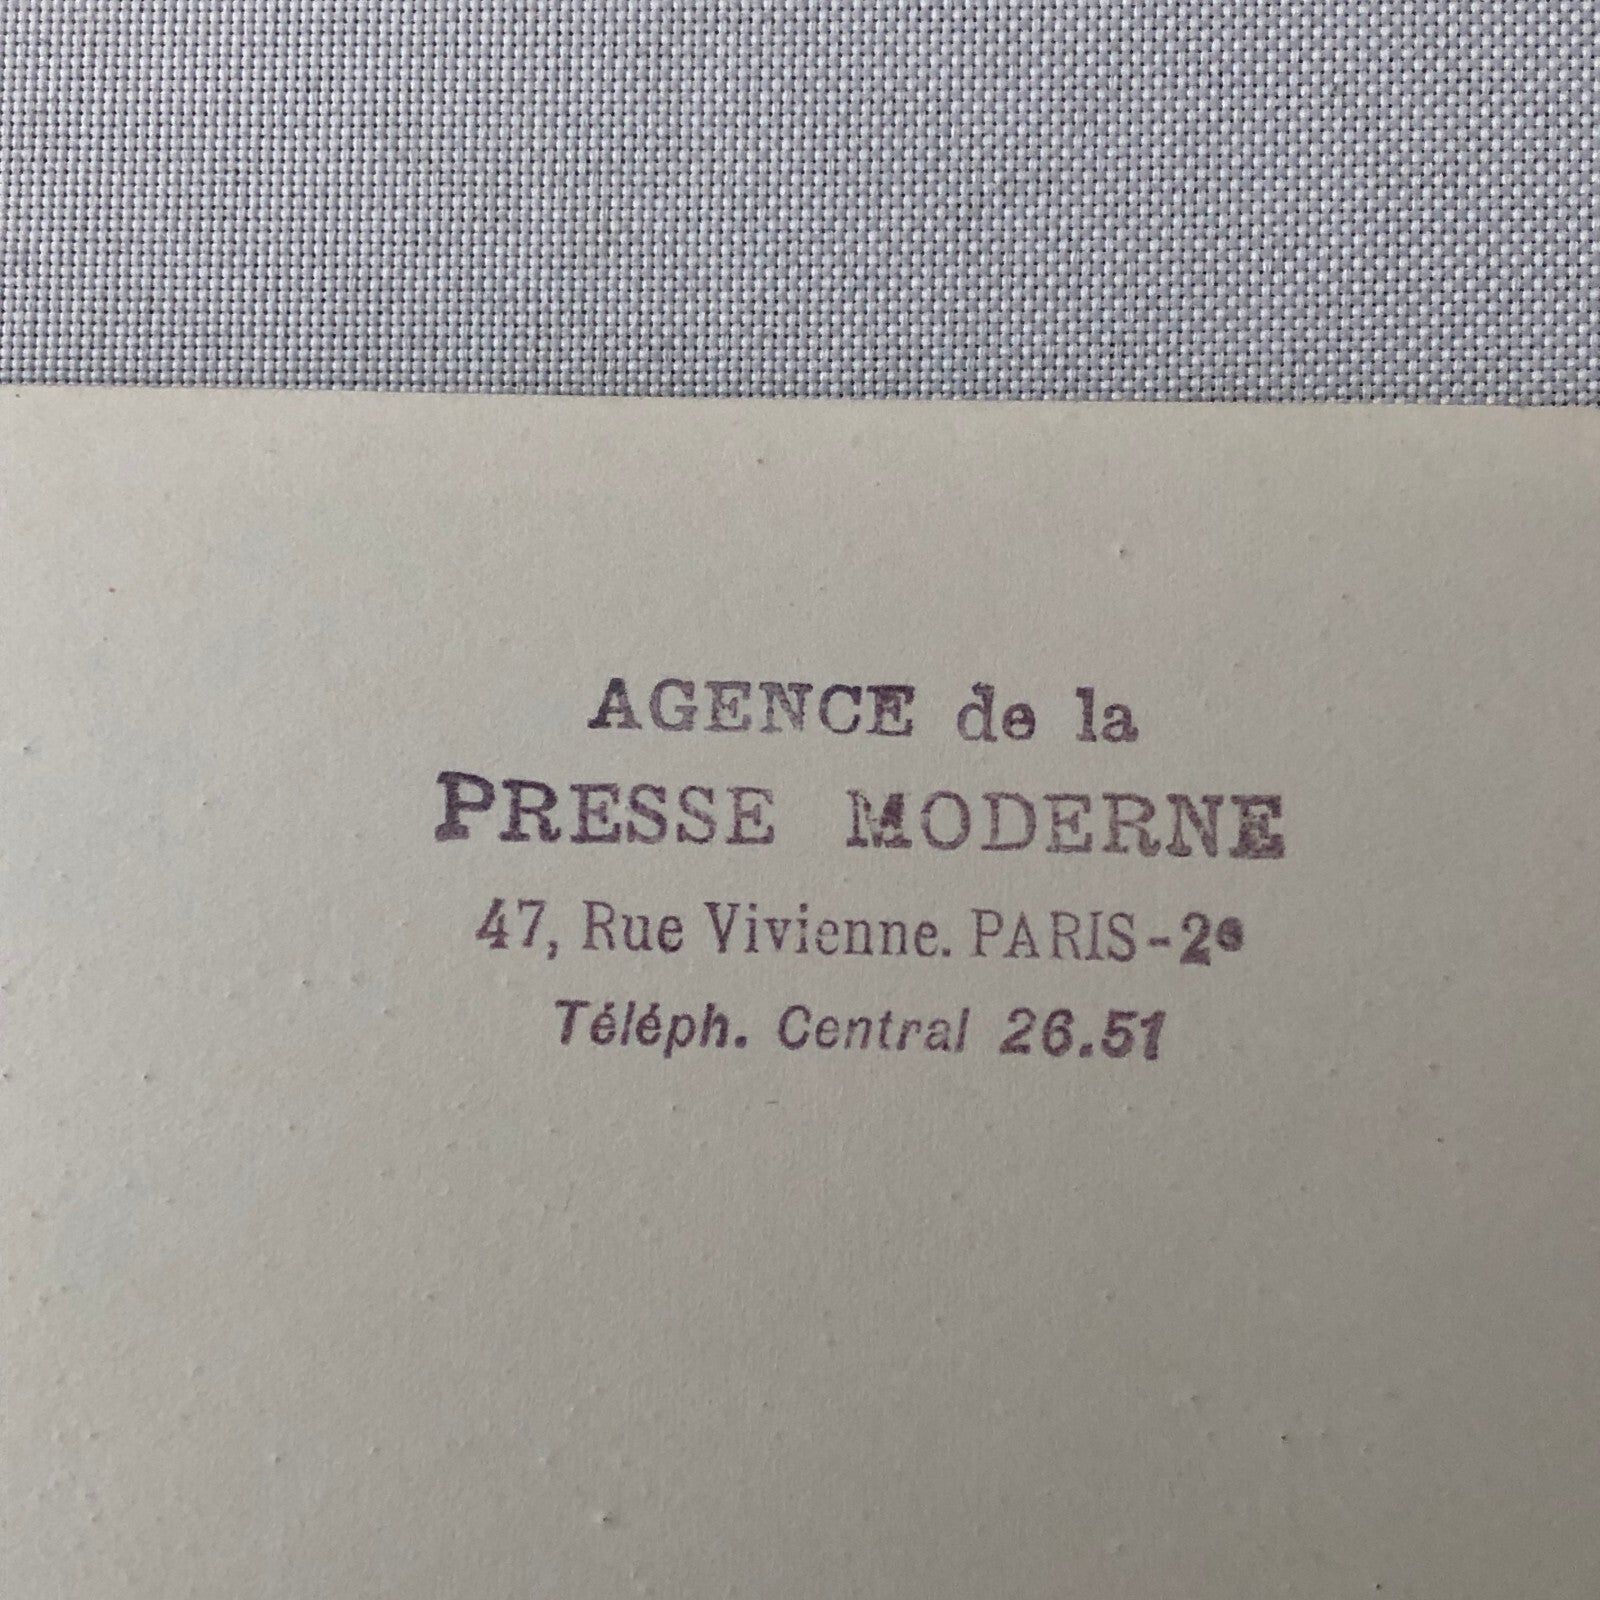 AGENCE de la
PRESSE MODERNE
47, Rue Vivienne. PARIS-2e
Téléph. Central 26.51